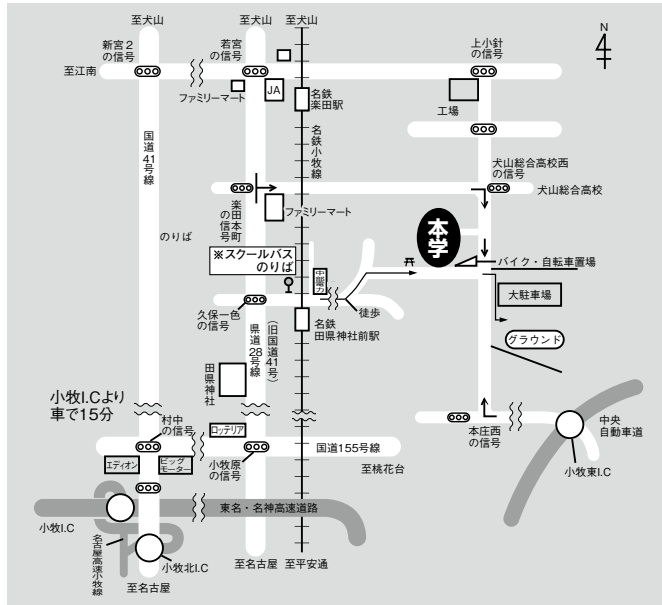 至犬山
至犬山
至犬山
N
新宮2
の信号
若宮
の信号
上小針
の信号
至江南
ファミリーマート
JA
名鉄
楽田駅
工場
国道41号線
名鉄小牧線
犬山総合高校西
の信号
犬山総合高校
楽田本町
の信号
ファミリーマート
のりば
※スクールバス
のりば
本学
中部電力
バイク・自転車置場
大駐車場
久保一色
の信号
県道28号線
(旧国道41号)
名鉄
田県神社前駅
徒歩
グラウンド
田県神社
小牧I.Cより
車で15分
村中
の信号
ロッテリア
国道155号線
本庄西
の信号
中央
自動車道
エディオン
ビッグ
モーター
小牧原
の信号
至桃花台
小牧東I.C
東名・名神高速道路
小牧I.C
名古屋高速小牧線
小牧北I.C
至名古屋
至名古屋
至平安通